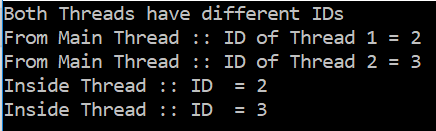 Both Threads have different IDs
From Main Thread :: ID of Thread 1 = 2
From Main Thread :: ID of Thread 2 = 3
Inside Thread :: ID  = 2
Inside Thread :: ID  = 3